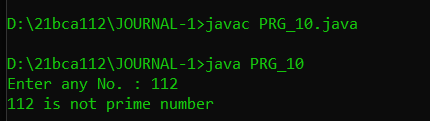 D:\21bca112\JOURNAL-1>javac PRG_10.java
D:\21bca112\JOURNAL-1>java PRG_10
Enter any No. : 112
112 is not prime number